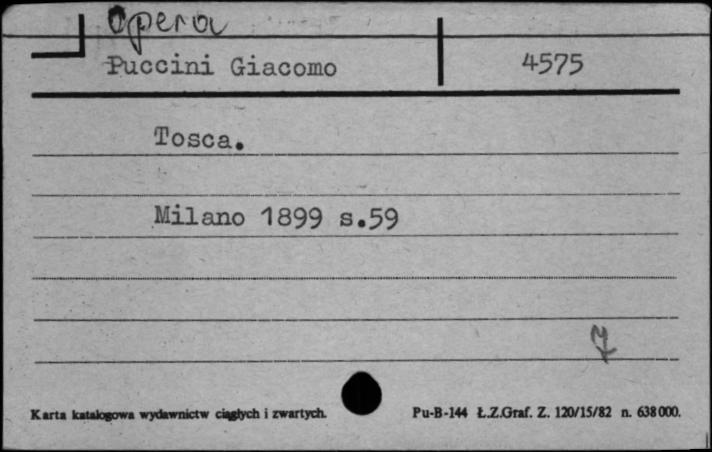 Opera
Puccini Giacomo 4575
Tosca.
Milano 1899 s.59
Karta katalogowa wydawnictw ciągłych i zwartych. Pu-B-144 Ł.Z.Graf. Z. 120/15/82 n. 638000.